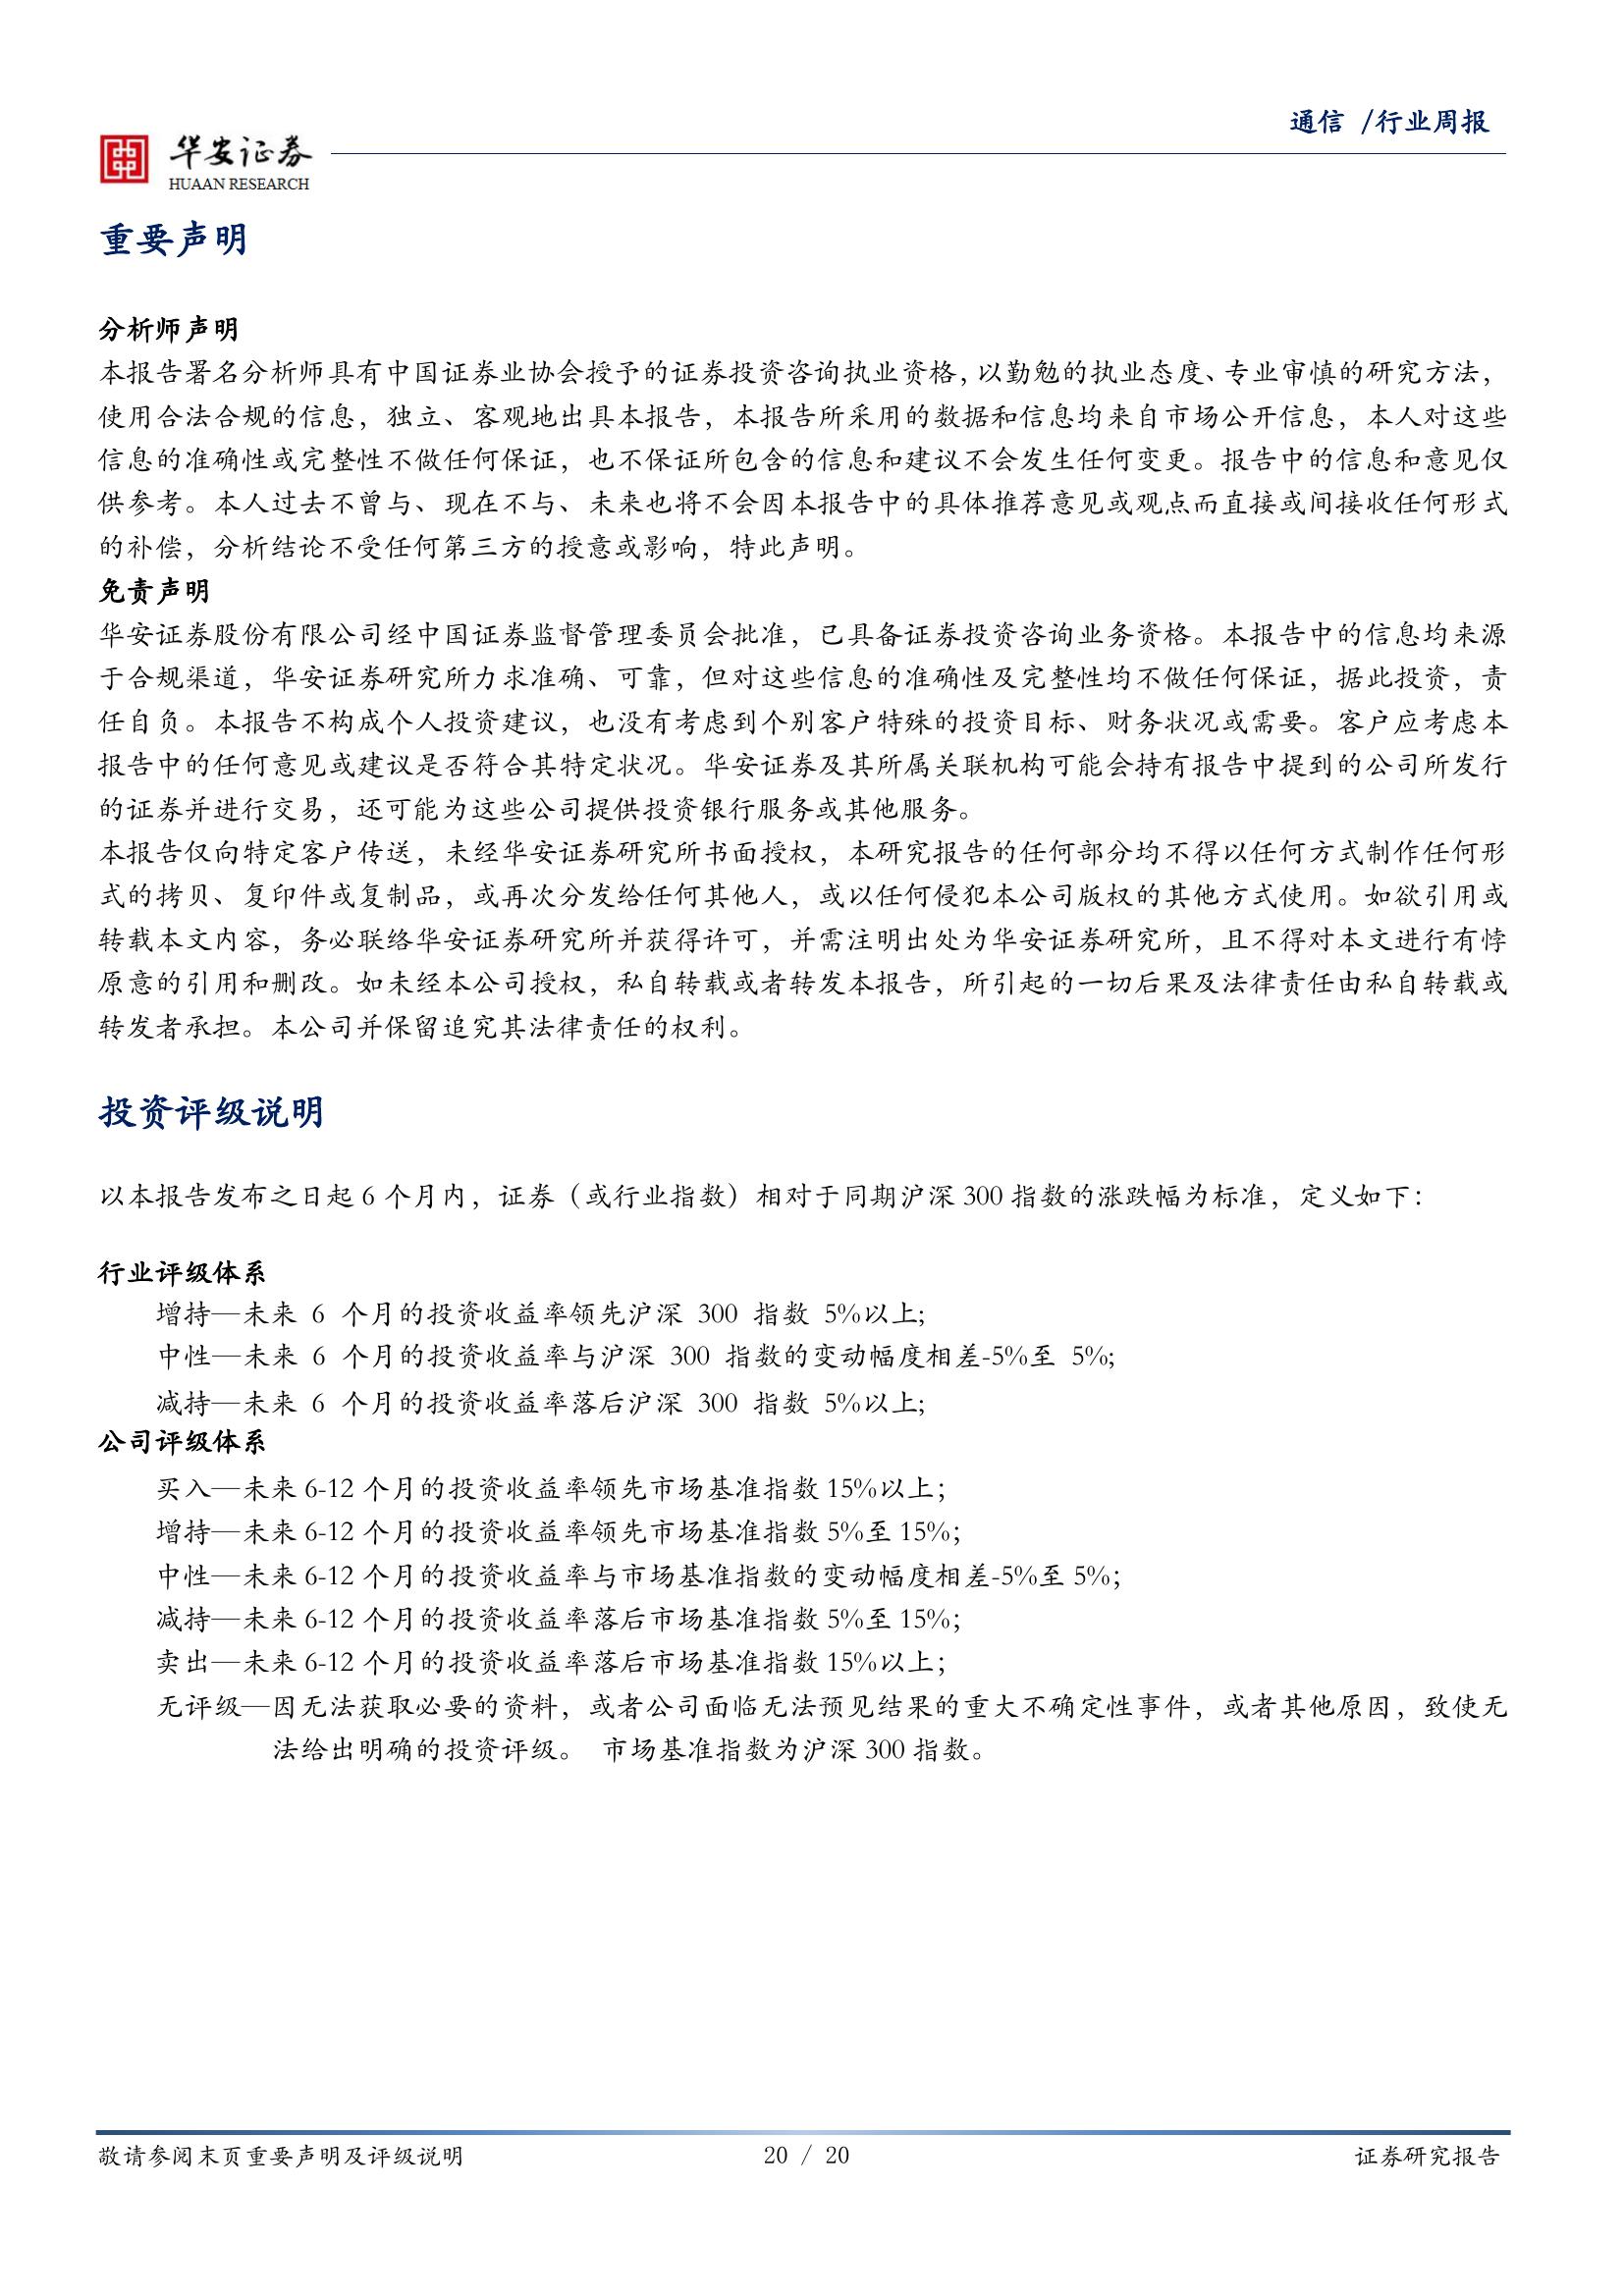 通信 /行业周报
华安证券
HUAAN RESEARCH
重要声明
分析师声明
本报告署名分析师具有中国证券业协会授予的证券投资咨询执业资格，以勤勉的执业态度、专业审慎的研究方法，
使用合法合规的信息，独立、客观地出具本报告，本报告所采用的数据和信息均来自市场公开信息，本人对这些
信息的准确性或完整性不做任何保证，也不保证所包含的信息和建议不会发生任何变更。报告中的信息和意见仅
供参考。本人过去不曾与、现在不与、未来也将不会因本报告中的具体推荐意见或观点而直接或间接收任何形式
的补偿，分析结论不受任何第三方的授意或影响，特此声明。
免责声明
华安证券股份有限公司经中国证券监督管理委员会批准，已具备证券投资咨询业务资格。本报告中的信息均来源
于合规渠道，华安证券研究所力求准确、可靠，但对这些信息的准确性及完整性均不做任何保证，据此投资，责
任自负。本报告不构成个人投资建议，也没有考虑到个别客户特殊的投资目标、财务状况或需要。客户应考虑本
报告中的任何意见或建议是否符合其特定状况。华安证券及其所属关联机构可能会持有报告中提到的公司所发行
的证券并进行交易，还可能为这些公司提供投资银行服务或其他服务。
本报告仅向特定客户传送，未经华安证券研究所书面授权，本研究报告的任何部分均不得以任何方式制作任何形
式的拷贝、复印件或复制品，或再次分发给任何其他人，或以任何侵犯本公司版权的其他方式使用。如欲引用或
转载本文内容，务必联络华安证券研究所并获得许可，并需注明出处为华安证券研究所，且不得对本文进行有悖
原意的引用和删改。如未经本公司授权，私自转载或者转发本报告，所引起的一切后果及法律责任由私自转载或
转发者承担。本公司并保留追究其法律责任的权利。
投资评级说明
以本报告发布之日起 6 个月内，证券（或行业指数）相对于同期沪深 300 指数的涨跌幅为标准，定义如下：
行业评级体系
增持—未来 6 个月的投资收益率领先沪深 300 指数 5%以上;
中性—未来 6 个月的投资收益率与沪深 300 指数的变动幅度相差-5%至 5%;
减持—未来 6 个月的投资收益率落后沪深 300 指数 5%以上;
公司评级体系
买入—未来 6-12 个月的投资收益率领先市场基准指数 15%以上；
增持—未来 6-12 个月的投资收益率领先市场基准指数 5%至 15%；
中性—未来 6-12 个月的投资收益率与市场基准指数的变动幅度相差-5%至 5%；
减持—未来 6-12 个月的投资收益率落后市场基准指数 5%至 15%；
卖出—未来 6-12 个月的投资收益率落后市场基准指数 15%以上；
无评级—因无法获取必要的资料，或者公司面临无法预见结果的重大不确定性事件，或者其他原因，致使无
法给出明确的投资评级。 市场基准指数为沪深 300 指数。
敬请参阅末页重要声明及评级说明
20 / 20
证券研究报告